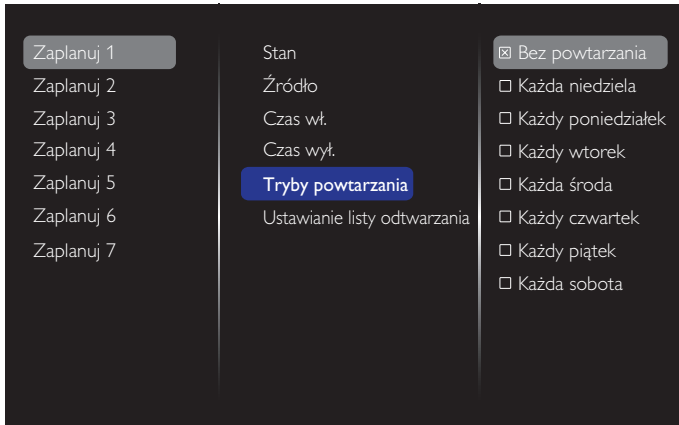 Zaplanuj 1
Zaplanuj 2
Zaplanuj 3
Zaplanuj 4
Zaplanuj 5
Zaplanuj 6
Zaplanuj 7
Stan
Źródło
Czas wł.
Czas wył.
Tryby powtarzania
Ustawianie listy odtwarzania
Bez powtarzania
Każda niedziela
Każdy poniedziałek
Każdy wtorek
Każda środa
Każdy czwartek
Każdy piątek
Każda sobota